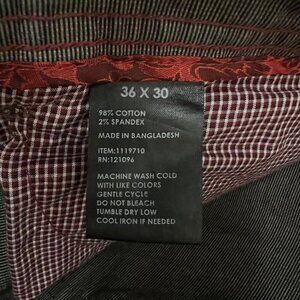 36 X 30
98% COTTON
2% SPANDEX
MADE IN BANGLADESH
ITEM:1119710
RN:121096
MACHINE WASH COLD
WITH LIKE COLORS
GENTLE CYCLE
DO NOT BLEACH
TUMBLE DRY LOW
COOL IRON IF NEEDED